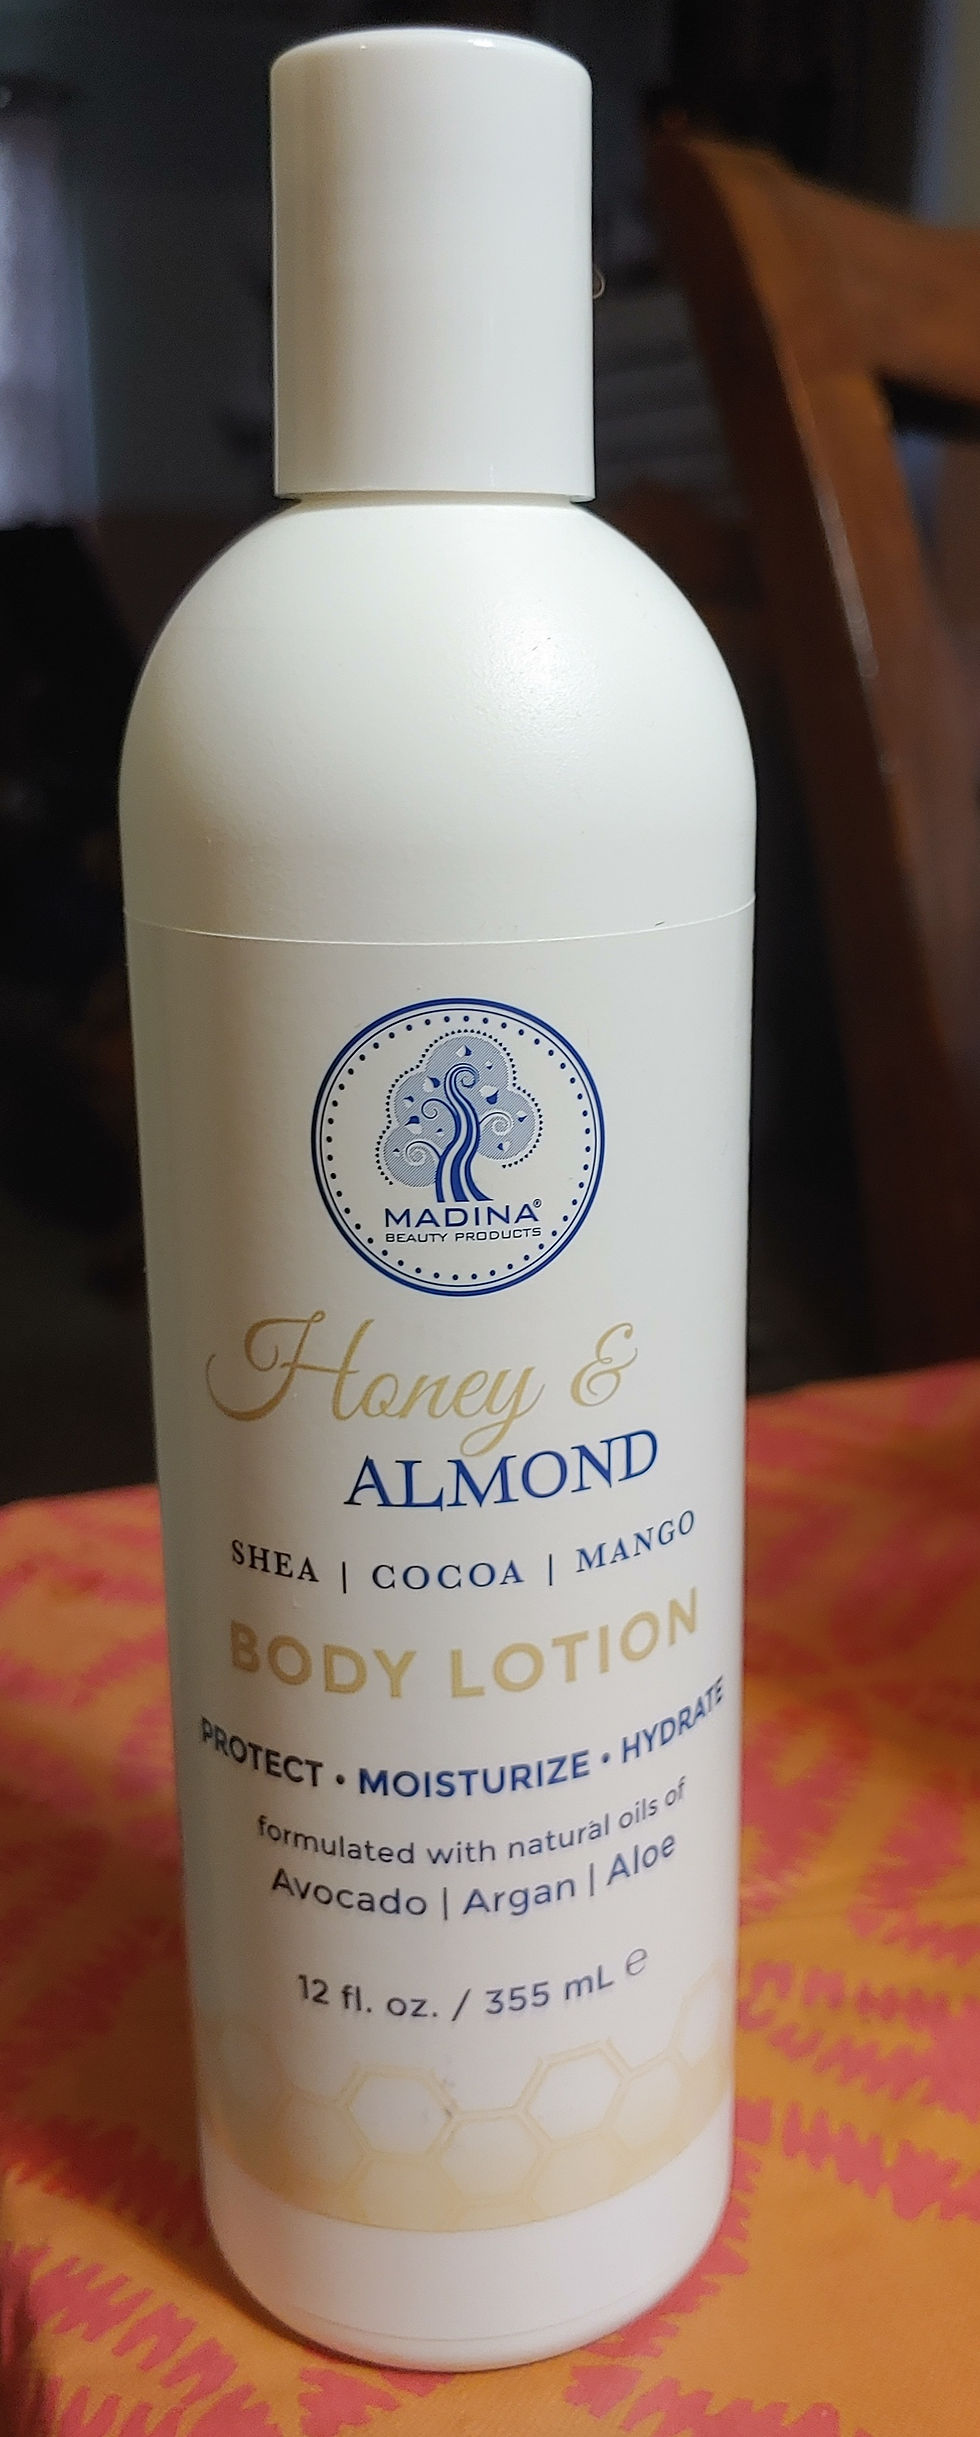 MADINA®
BEAUTY PRODUCTS
Honey &
ALMOND
SHEA | COCOA | MANGO
BODY LOTION
PROTECT • MOISTURIZE • HYDRATE
formulated with natural oils of
Avocado | Argan | Aloe
12 fl. oz. / 355 mL ℮